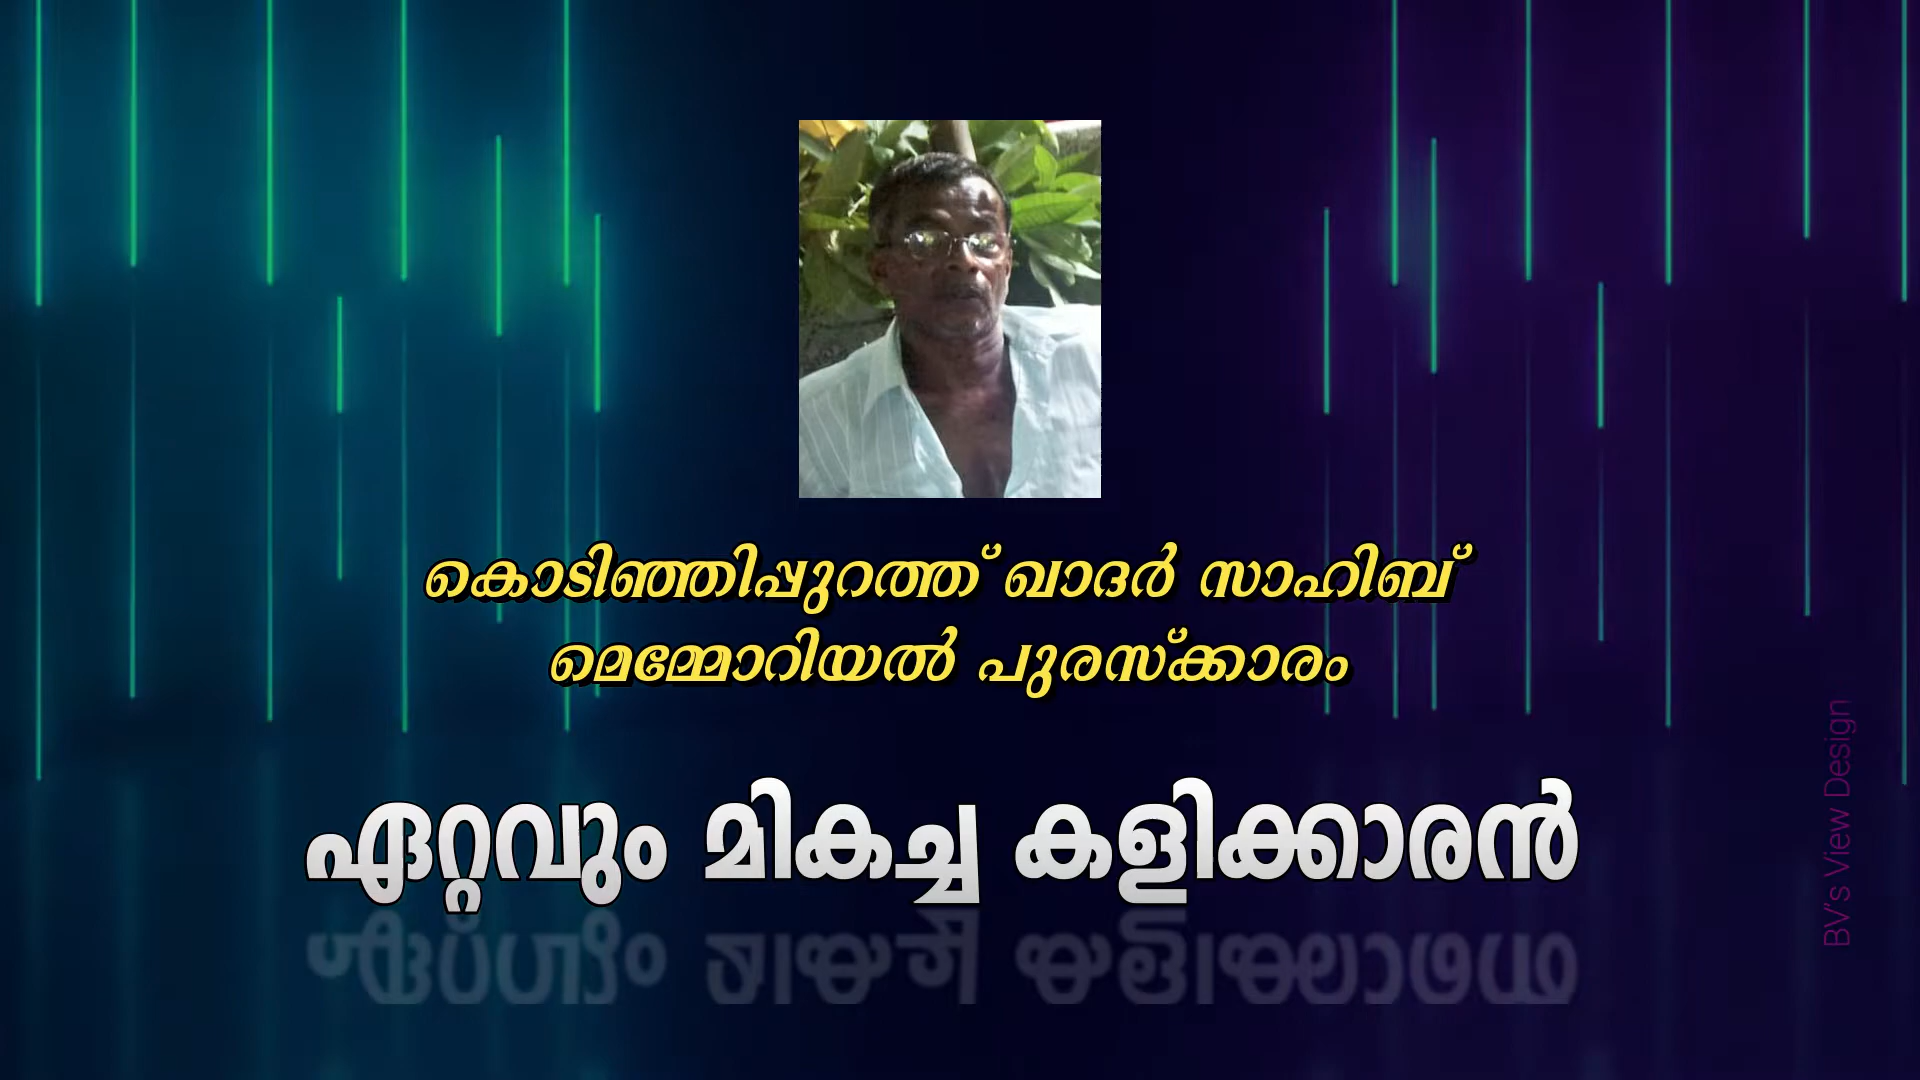 കൊടിഞ്ഞിപ്പുറത്ത് ഖാദർ സാഹിബ്
മെമ്മോറിയൽ പുരസ്ക്കാരം
ഏറ്റവും മികച്ച കളിക്കാരൻ
BV's View Design